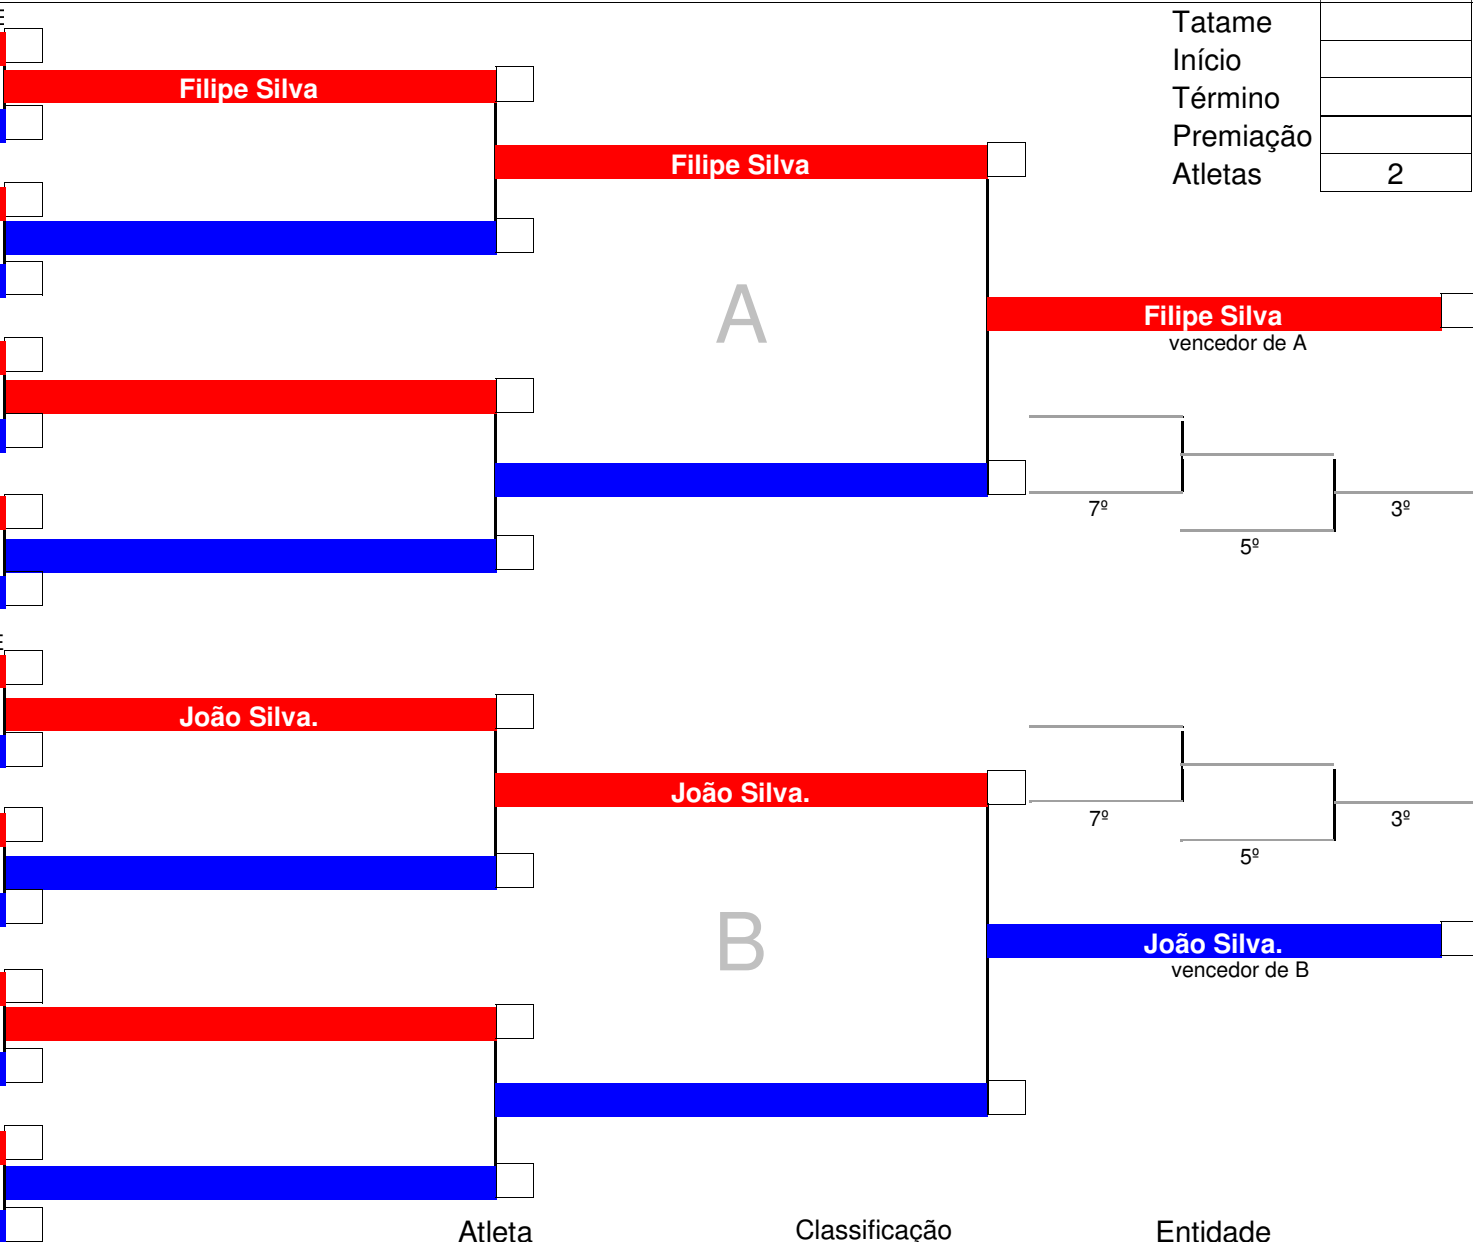 Tatame
Início
Término
Premiação
Atletas 2
Filipe Silva
Filipe Silva
A
Filipe Silva
vencedor de A
7º
3º
5º
João Silva.
João Silva.
7º
3º
5º
B
João Silva.
vencedor de B
Atleta Classificação Entidade